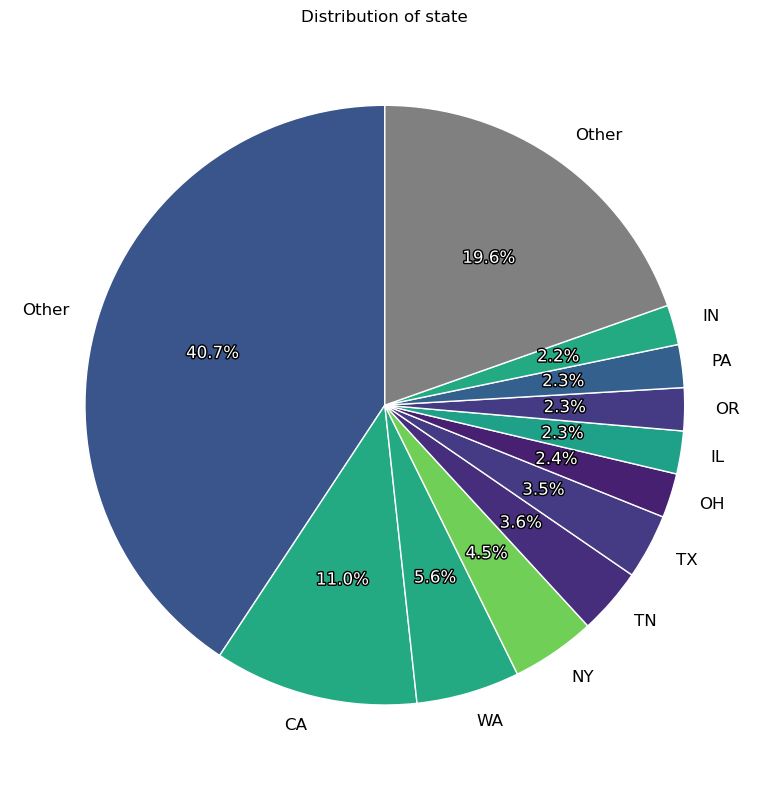 Distribution of state
Other
19.6%
IN
2.2%
PA
2.3%
OR
2.3%
IL
2.3%
OH
2.4%
TX
3.5%
TN
3.6%
NY
4.5%
WA
5.6%
CA
11.0%
Other
40.7%